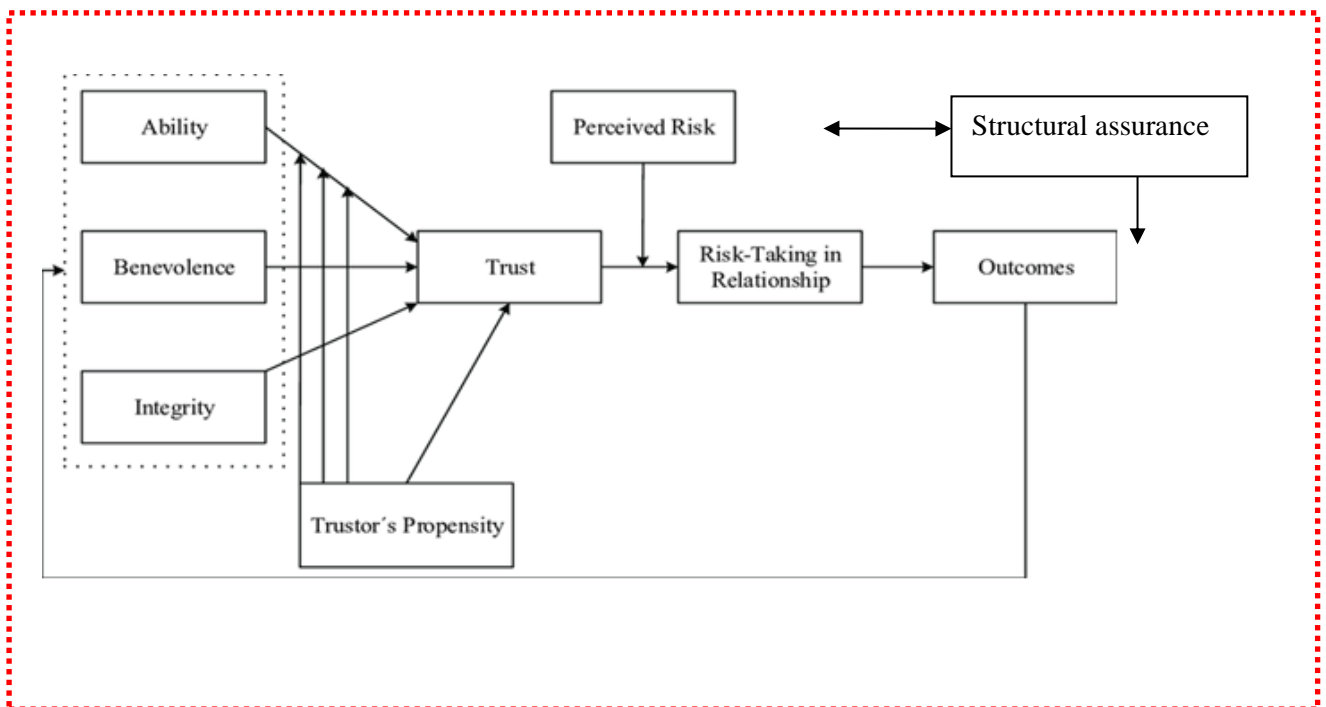 Ability
Perceived Risk
Structural assurance
Benevolence
Trust
Risk-Taking in
Relationship
Outcomes
Integrity
Trustor´s Propensity